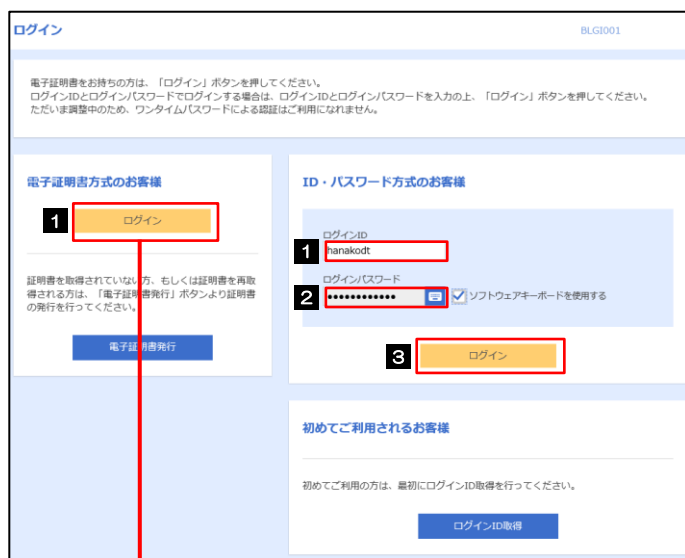 ログイン
BLGI001
電子証明書をお持ちの方は、「ログイン」ボタンを押してください。
ログインIDとログインパスワードでログインする場合は、ログインIDとログインパスワードを入力の上、「ログイン」ボタンを押してください。
ただいま調整中のため、ワンタイムパスワードによる認証はご利用になれません。
電子証明書方式のお客様
1
ログイン
証明書を取得されていない方、もしくは証明書を再取
得される方は、「電子証明書発行」ボタンより証明書
の発行を行ってください。
電子証明書発行
ID・パスワード方式のお客様
ログインID
1
hanakodt
ログインパスワード
2
••••••••••••
ソフトウェアキーボードを使用する
3
ログイン
初めてご利用されるお客様
初めてご利用の方は、最初にログインID取得を行ってください。
ログインID取得